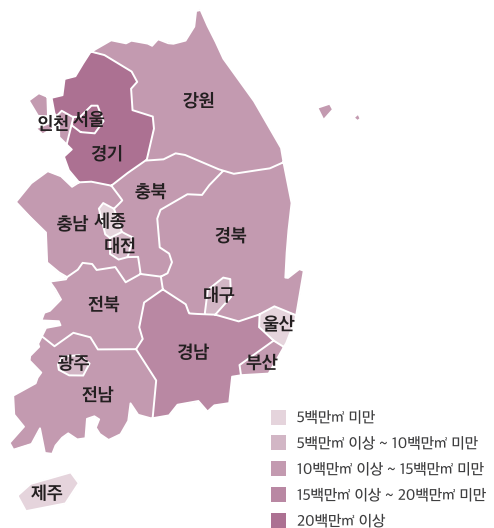 강원
인천 서울
경기
충북
충남 세종
대전
경북
전북
대구
울산
경남
부산
광주
전남
제주
5백만㎡ 미만
5백만㎡ 이상 ~ 10백만㎡ 미만
10백만㎡ 이상 ~ 15백만㎡ 미만
15백만㎡ 이상 ~ 20백만㎡ 미만
20백만㎡ 이상